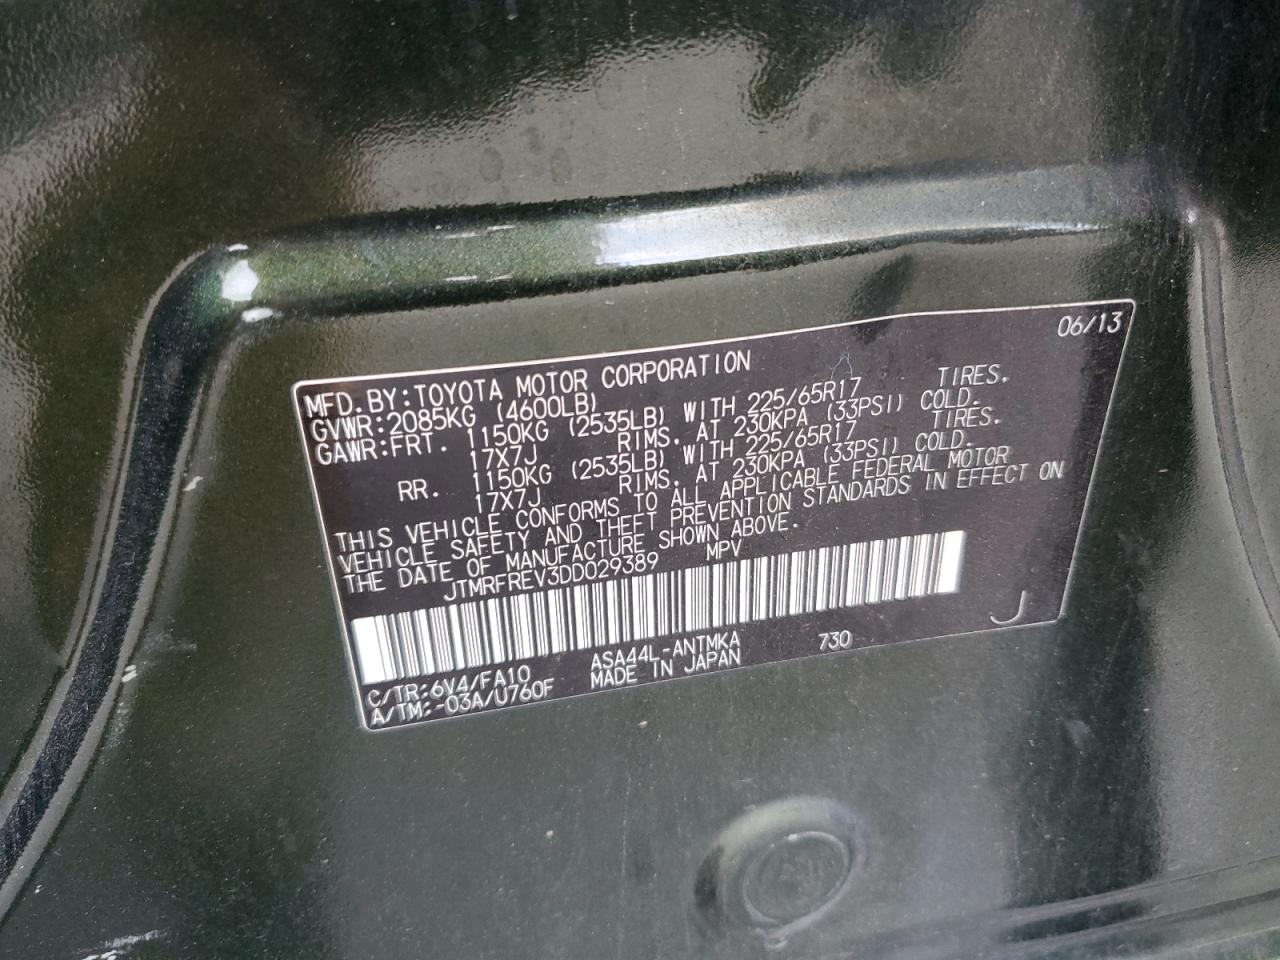 06/13
MFD. BY: TOYOTA MOTOR CORPORATION
GVWR: 2085KG (4600LB)
GAWR: FRT. 1150KG (2535LB) WITH 225/65R17 TIRES.
17X7J RIMS. AT 230KPA (33PSI) COLD.
RR. 1150KG (2535LB) WITH 225/65R17 TIRES.
17X7J RIMS. AT 230KPA (33PSI) COLD.
THIS VEHICLE CONFORMS TO ALL APPLICABLE FEDERAL MOTOR
VEHICLE SAFETY AND THEFT PREVENTION STANDARDS IN EFFECT ON
THE DATE OF MANUFACTURE SHOWN ABOVE.
JTMRFREV3DD029389 MPV
J
C/TR: 6V4/FA10 ASA44L-ANTMKA 730
A/TM: -03A/U760F MADE IN JAPAN